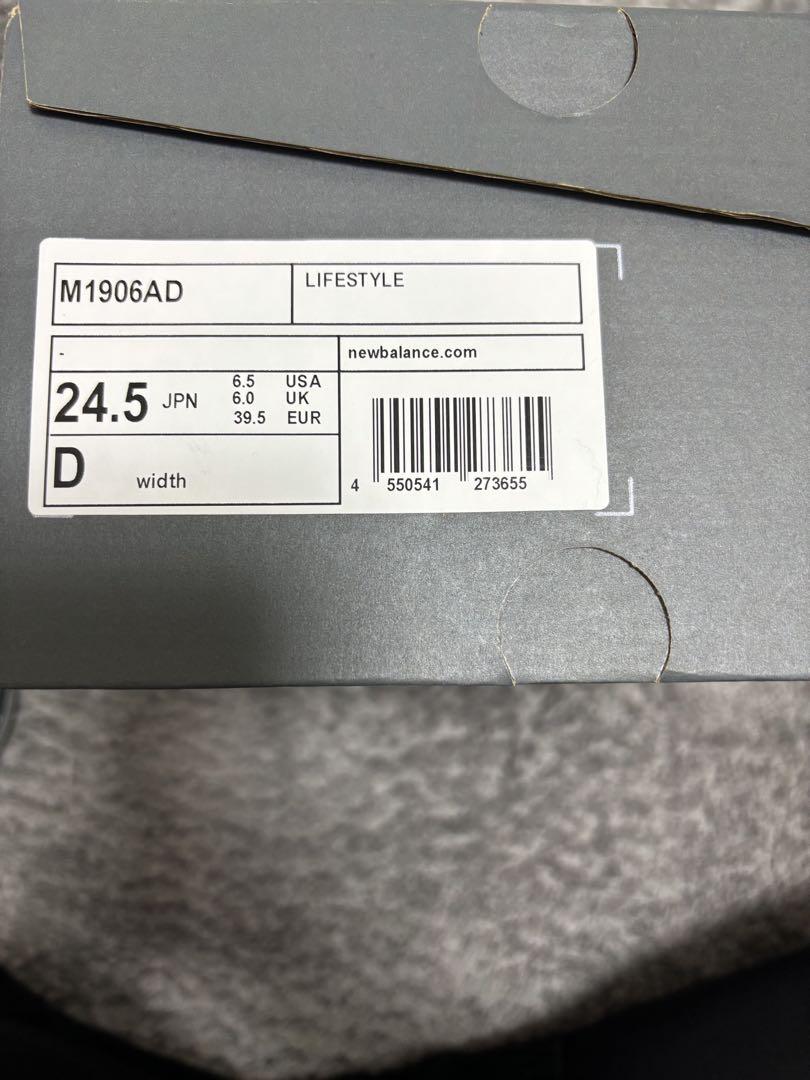 M1906AD
LIFESTYLE
-
newbalance.com
24.5 JPN
6.5 USA
6.0 UK
39.5 EUR
D width
4 550541 273655